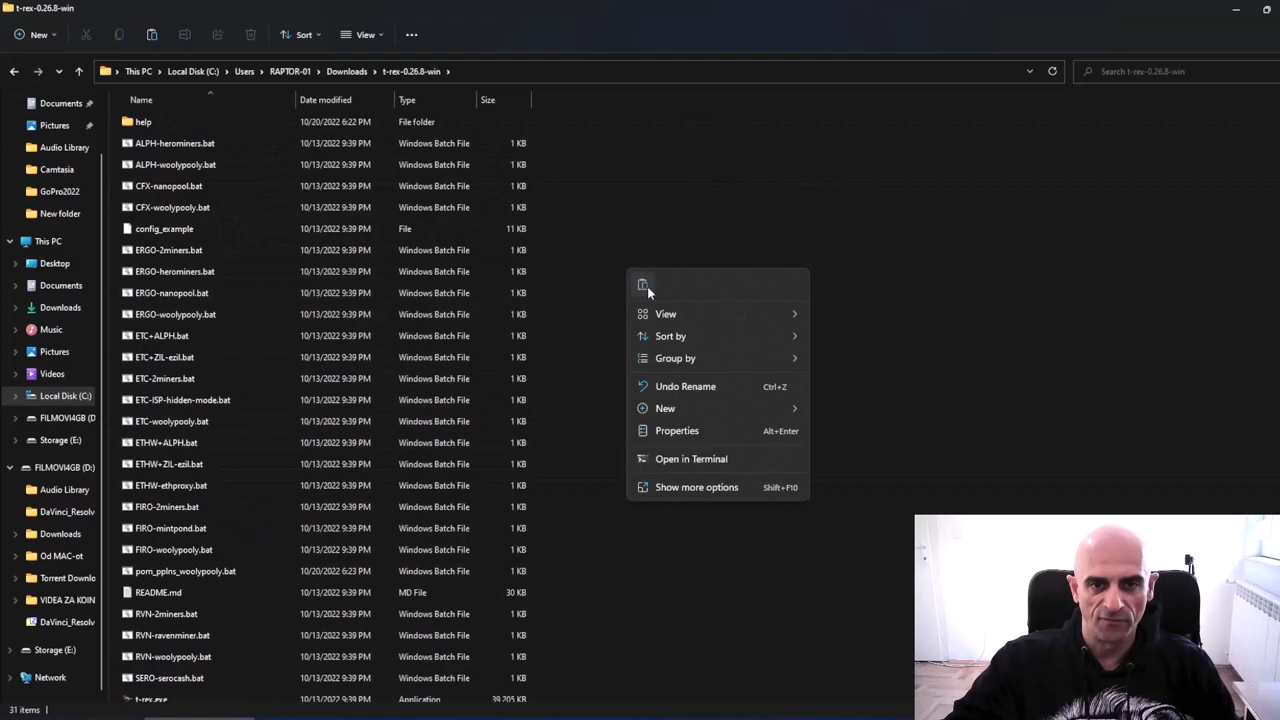 t-rex-0.26.8-win
New
Sort
View
This PC
Local Disk (C:)
Users
RAPTOR-01
Downloads
t-rex-0.26.8-win
Search t-rex-0.26.8-win
Name
Date modified
Type
Size
Documents
Pictures
Audio Library
Camtasia
GoPro2022
New folder
This PC
Desktop
Documents
Downloads
Music
Pictures
Videos
Local Disk (C:)
FILMOVI4GB (D
Storage (E:)
FILMOVI4GB (D:)
Audio Library
DaVinci_Resolv
Downloads
Od MAC-ot
Torrent Downlo
VIDEA ZA KOIN
DaVinci_Resolv
Storage (E:)
Network
help 10/20/2022 6:22 PM File folder
ALPH-herominers.bat 10/13/2022 9:39 PM Windows Batch File 1 KB
ALPH-woolypooly.bat 10/13/2022 9:39 PM Windows Batch File 1 KB
CFX-nanopool.bat 10/13/2022 9:39 PM Windows Batch File 1 KB
CFX-woolypooly.bat 10/13/2022 9:39 PM Windows Batch File 1 KB
config_example 10/13/2022 9:39 PM File 11 KB
ERGO-2miners.bat 10/13/2022 9:39 PM Windows Batch File 1 KB
ERGO-herominers.bat 10/13/2022 9:39 PM Windows Batch File 1 KB
ERGO-nanopool.bat 10/13/2022 9:39 PM Windows Batch File 1 KB
ERGO-woolypooly.bat 10/13/2022 9:39 PM Windows Batch File 1 KB
ETC+ALPH.bat 10/13/2022 9:39 PM Windows Batch File 1 KB
ETC+ZIL-ezil.bat 10/13/2022 9:39 PM Windows Batch File 1 KB
ETC-2miners.bat 10/13/2022 9:39 PM Windows Batch File 1 KB
ETC-ISP-hidden-mode.bat 10/13/2022 9:39 PM Windows Batch File 1 KB
ETC-woolypooly.bat 10/13/2022 9:39 PM Windows Batch File 1 KB
ETHW+ALPH.bat 10/13/2022 9:39 PM Windows Batch File 1 KB
ETHW+ZIL-ezil.bat 10/13/2022 9:39 PM Windows Batch File 1 KB
ETHW-ethproxy.bat 10/13/2022 9:39 PM Windows Batch File 1 KB
FIRO-2miners.bat 10/13/2022 9:39 PM Windows Batch File 1 KB
FIRO-mintpond.bat 10/13/2022 9:39 PM Windows Batch File 1 KB
FIRO-woolypooly.bat 10/13/2022 9:39 PM Windows Batch File 1 KB
pom_pplns_woolypooly.bat 10/20/2022 6:23 PM Windows Batch File 1 KB
README.md 10/13/2022 9:39 PM MD File 30 KB
RVN-2miners.bat 10/13/2022 9:39 PM Windows Batch File 1 KB
RVN-ravenminer.bat 10/13/2022 9:39 PM Windows Batch File 1 KB
RVN-woolypooly.bat 10/13/2022 9:39 PM Windows Batch File 1 KB
SERO-serocash.bat 10/13/2022 9:39 PM Windows Batch File 1 KB
t-rex.exe 10/13/2022 9:39 PM Application 39,205 KB
View
Sort by
Group by
Undo Rename Ctrl+Z
New
Properties Alt+Enter
Open in Terminal
Show more options Shift+F10
31 items